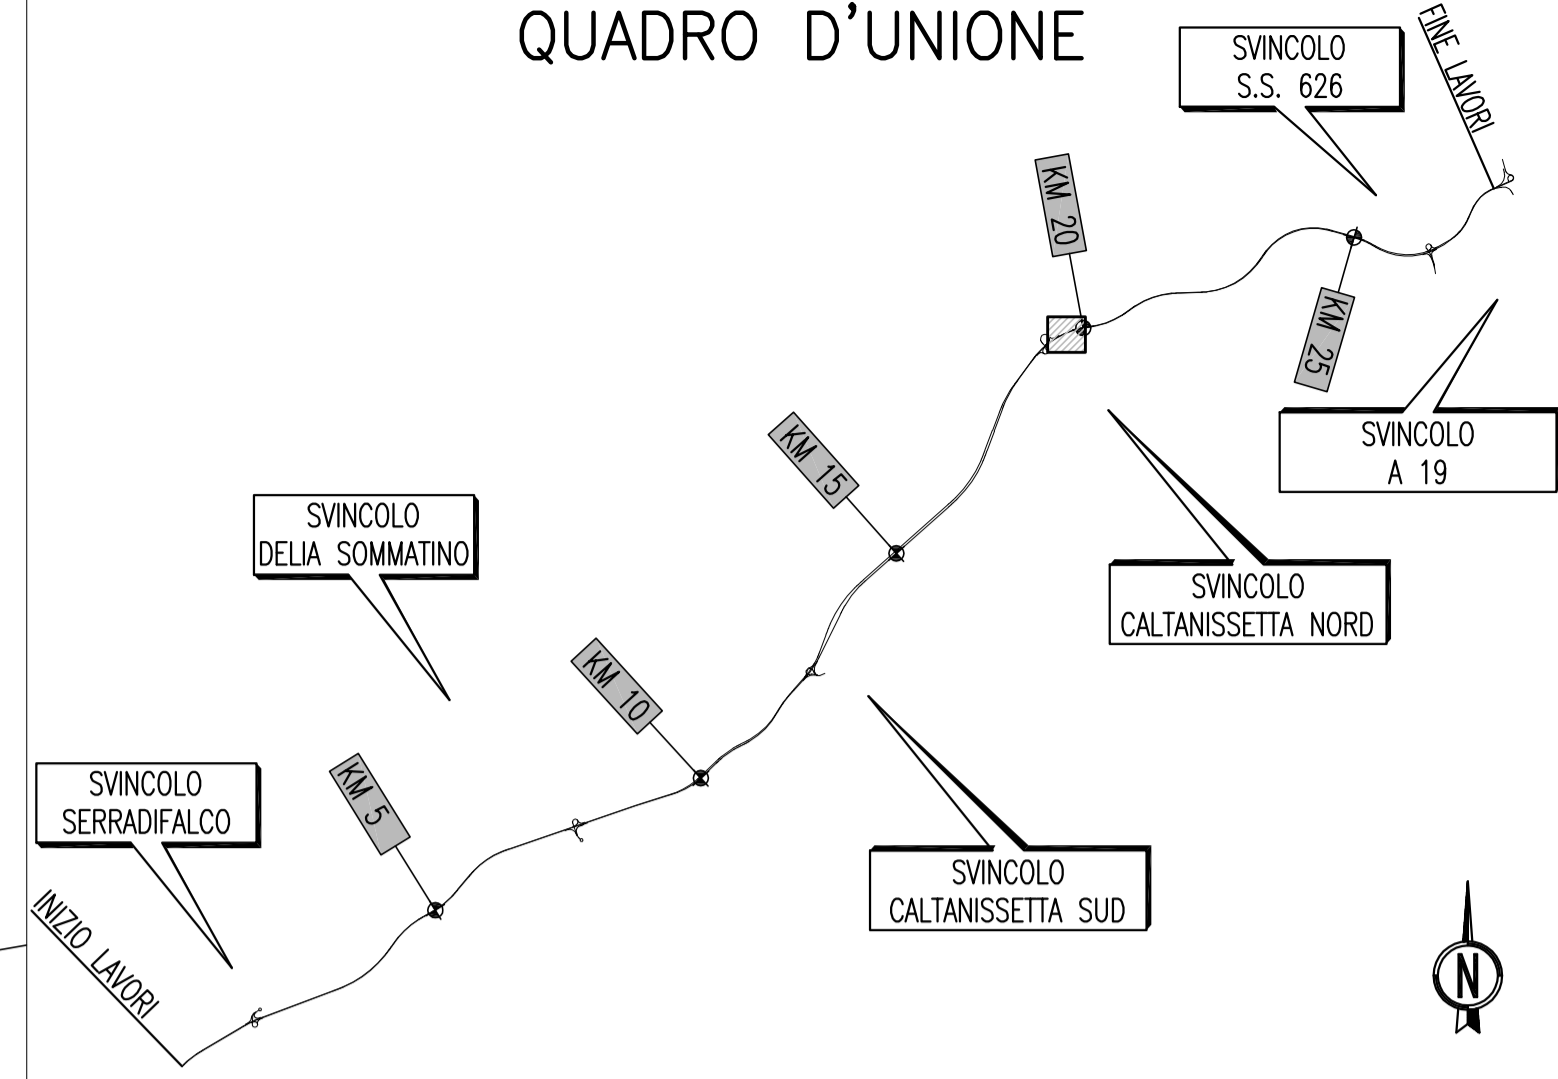 QUADRO D'UNIONE
SVINCOLO
S.S. 626
FINE LAVORI
KM 20
KM 25
SVINCOLO
A 19
KM 15
SVINCOLO
DELIA SOMMATINO
SVINCOLO
CALTANISSETTA NORD
KM 10
KM 5
SVINCOLO
SERRADIFALCO
SVINCOLO
CALTANISSETTA SUD
INIZIO LAVORI
N